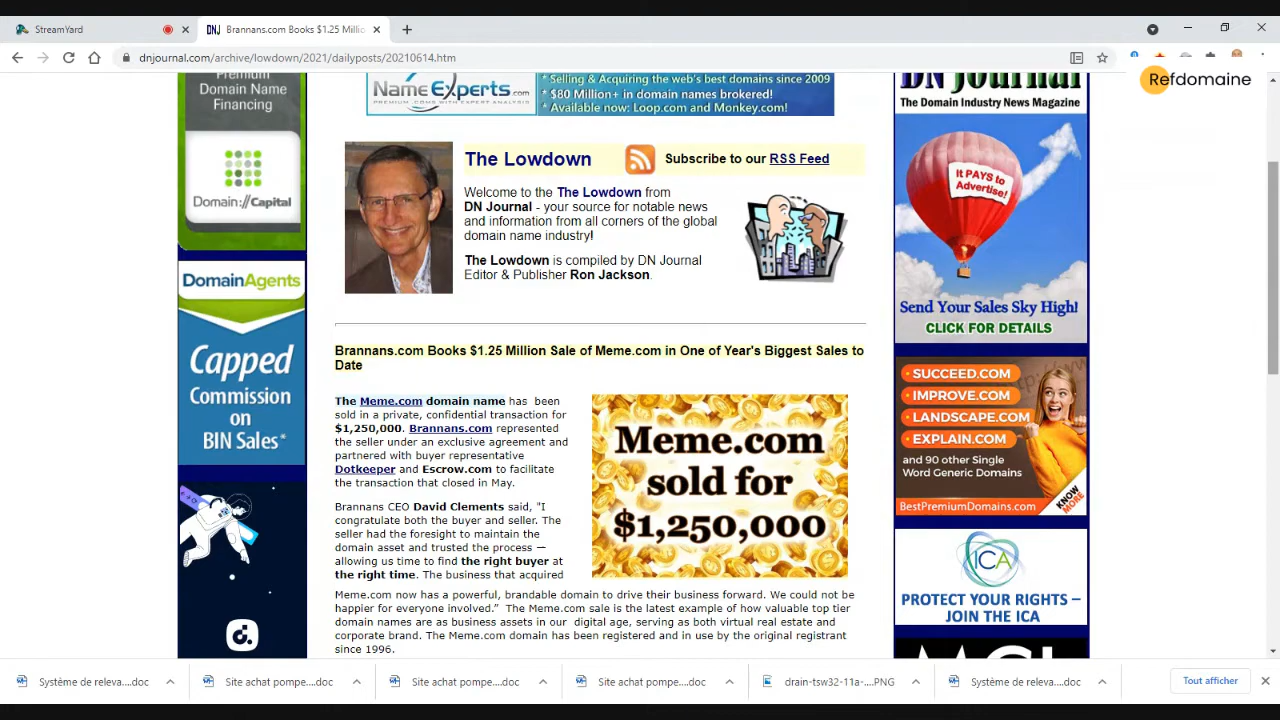 StreamYard
DNJ Brannans.com Books $1.25 Millio
dnjournal.com/archive/lowdown/2021/dailyposts/20210614.htm
Refdomaine
Premium
Domain Name
Financing
Domain://Capital
DomainAgents
Capped
Commission
on
BIN Sales*
d.
NameExperts.com
PREMIUM .COMS WITH EXPERT ANALYSIS
* Selling & Acquiring the web's best domains since 2009
* $80 Million+ in domain names brokered!
* Available now: Loop.com and Monkey.com!
The Lowdown
Subscribe to our RSS Feed
Welcome to the The Lowdown from
DN Journal - your source for notable news
and information from all corners of the global
domain name industry!
The Lowdown is compiled by DN Journal
Editor & Publisher Ron Jackson.
Brannans.com Books $1.25 Million Sale of Meme.com in One of Year's Biggest Sales to
Date
The Meme.com domain name has been
sold in a private, confidential transaction for
$1,250,000. Brannans.com represented
the seller under an exclusive agreement and
partnered with buyer representative
Dotkeeper and Escrow.com to facilitate
the transaction that closed in May.
Brannans CEO David Clements said, "I
congratulate both the buyer and seller. The
seller had the foresight to maintain the
domain asset and trusted the process —
allowing us time to find the right buyer at
the right time. The business that acquired
Meme.com now has a powerful, brandable domain to drive their business forward. We could not be
happier for everyone involved.” The Meme.com sale is the latest example of how valuable top tier
domain names are as business assets in our digital age, serving as both virtual real estate and
corporate brand. The Meme.com domain has been registered and in use by the original registrant
since 1996.
Meme.com
sold for
$1,250,000
DN Journal
The Domain Industry News Magazine
It PAYS to
Advertise!
Send Your Sales Sky High!
CLICK FOR DETAILS
• SUCCEED.COM
• IMPROVE.COM
• LANDSCAPE.COM
• EXPLAIN.COM
and 90 other Single
Word Generic Domains
BestPremiumDomains.com
KNOW
MORE
ICA
PROTECT YOUR RIGHTS –
JOIN THE ICA
Système de releva....doc
Site achat pompe....doc
Site achat pompe....doc
Site achat pompe....doc
drain-tsw32-11a-....PNG
Système de releva....doc
Tout afficher